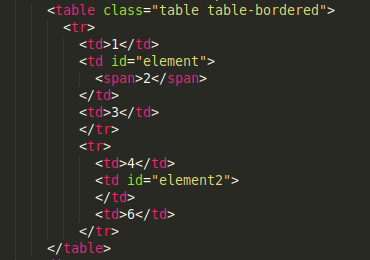 <table class="table table-bordered">
<tr>
<td>1</td>
<td id="element">
<span>2</span>
</td>
<td>3</td>
</tr>
<tr>
<td>4</td>
<td id="element2">
</td>
<td>6</td>
</tr>
</table>